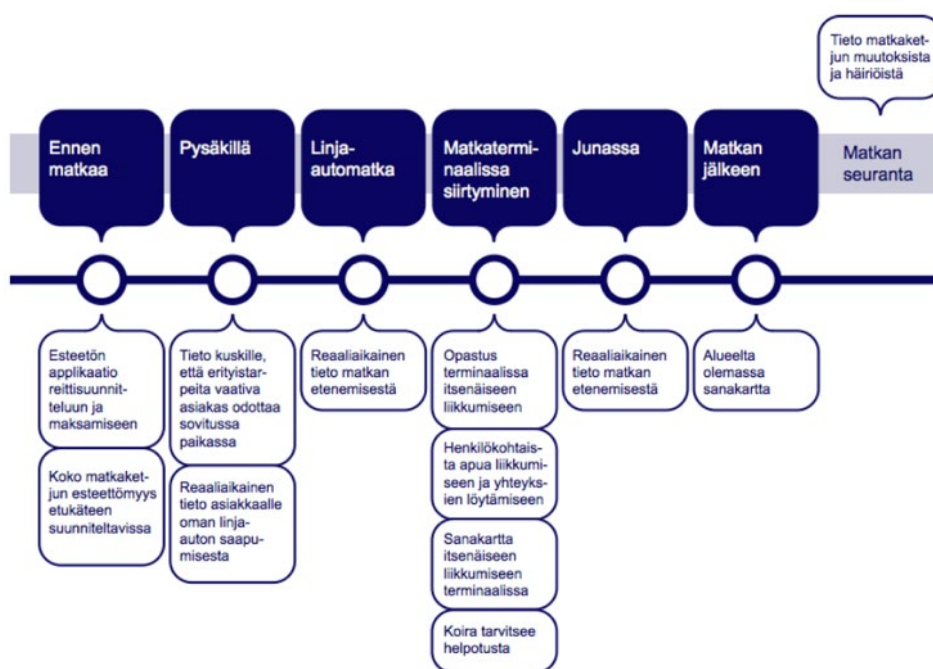 Tieto matkaket-
jun muutoksista
ja häiriöistä
Ennen
matkaa
Pysäkillä
Linja-
automatka
Matkatermi-
naalissa
siirtyminen
Junassa
Matkan
jälkeen
Matkan
seuranta
Esteetön
applikaatio
reittisuunnit-
teluun ja
maksamiseen
Koko matkaket-
jun esteettömyys
etukäteen
suunniteltavissa
Tieto kuskille,
että erityistar-
peita vaativa
asiakas odottaa
sovitussa
paikassa
Reaaliaikainen
tieto asiakkaalle
oman linja-
auton saapu-
misesta
Reaaliaikainen
tieto matkan
etenemisestä
Opastus
terminaalissa
itsenäiseen
liikkumiseen
Henkilökohtais-
ta apua liikkumi-
seen ja yhteyk-
sien löytämiseen
Sanakartta
itsenäiseen
liikkumiseen
terminaalissa
Koira tarvitsee
helpotusta
Reaaliaikainen
tieto matkan
etenemisestä
Alueelta
olemassa
sanakartta